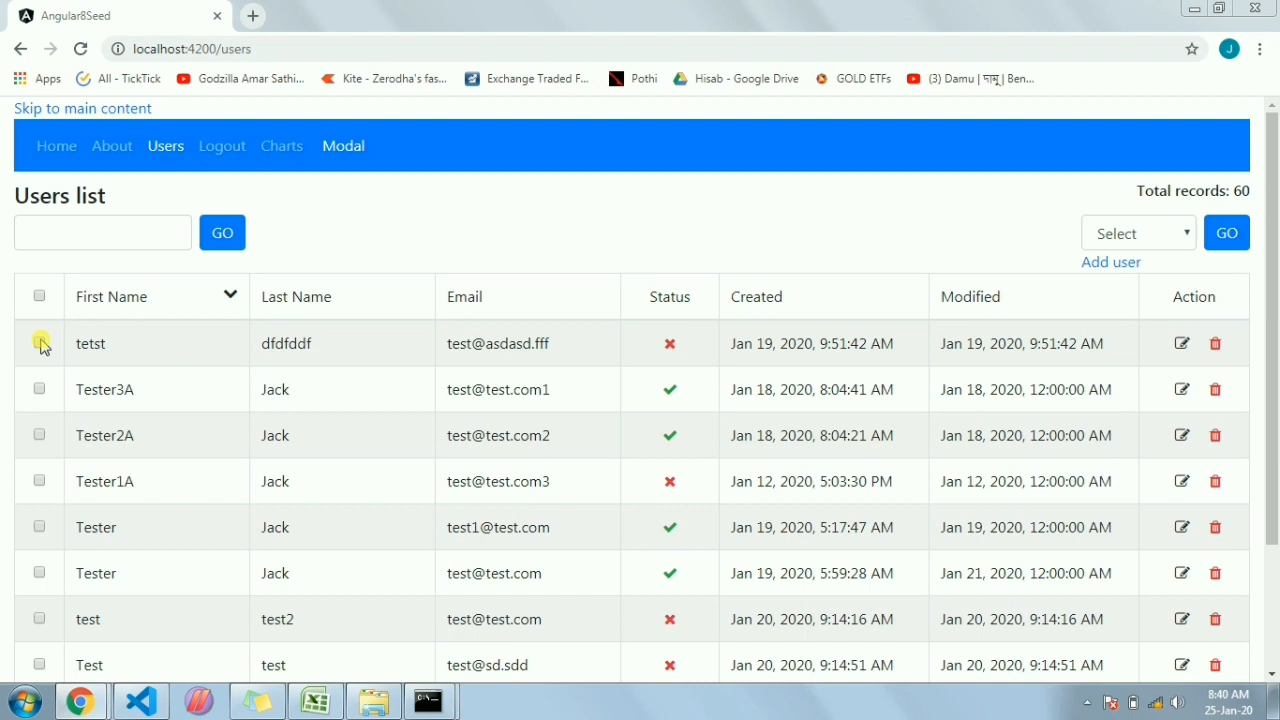 Angular8Seed
localhost:4200/users
J
Apps All - TickTick Godzilla Amar Sathi... Kite - Zerodha's fas... Exchange Traded F... Pothi Hisab - Google Drive GOLD ETFs (3) Damu | দামু | Ben...
Skip to main content
Home About Users Logout Charts Modal
Users list
Total records: 60
GO
Select GO
Add user
First Name Last Name Email Status Created Modified Action
tetst dfdfddf test@asdasd.fff Jan 19, 2020, 9:51:42 AM Jan 19, 2020, 9:51:42 AM
Tester3A Jack test@test.com1 Jan 18, 2020, 8:04:41 AM Jan 18, 2020, 12:00:00 AM
Tester2A Jack test@test.com2 Jan 18, 2020, 8:04:21 AM Jan 18, 2020, 12:00:00 AM
Tester1A Jack test@test.com3 Jan 12, 2020, 5:03:30 PM Jan 12, 2020, 12:00:00 AM
Tester Jack test1@test.com Jan 19, 2020, 5:17:47 AM Jan 19, 2020, 12:00:00 AM
Tester Jack test@test.com Jan 19, 2020, 5:59:28 AM Jan 21, 2020, 12:00:00 AM
test test2 test@test.com Jan 20, 2020, 9:14:16 AM Jan 20, 2020, 9:14:16 AM
Test test test@sd.sdd Jan 20, 2020, 9:14:51 AM Jan 20, 2020, 9:14:51 AM
8:40 AM
25-Jan-20